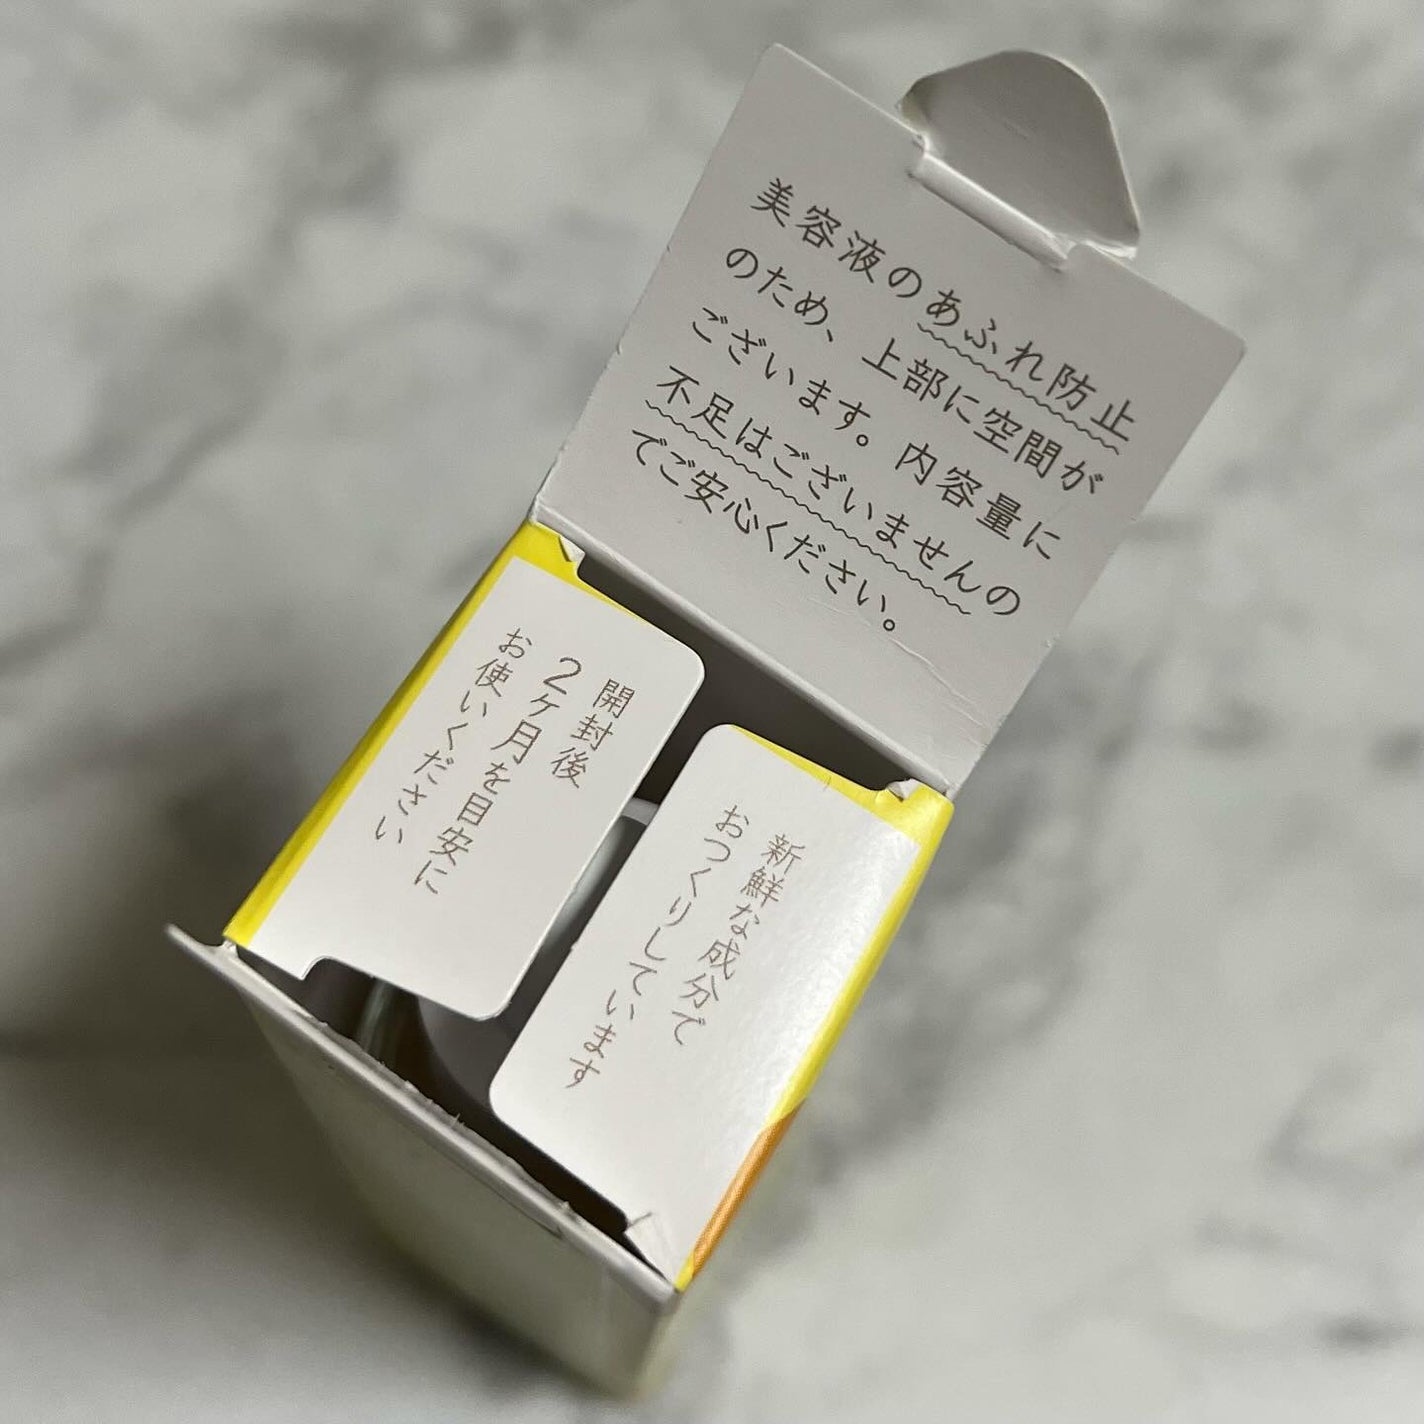 美容液のあふれ防止
のため、上部に空間が
ございます。内容量に
不足はございませんの
でご安心ください。
開封後
2ヶ月を目安に
お使いください
新鮮な成分で
おつくりしています